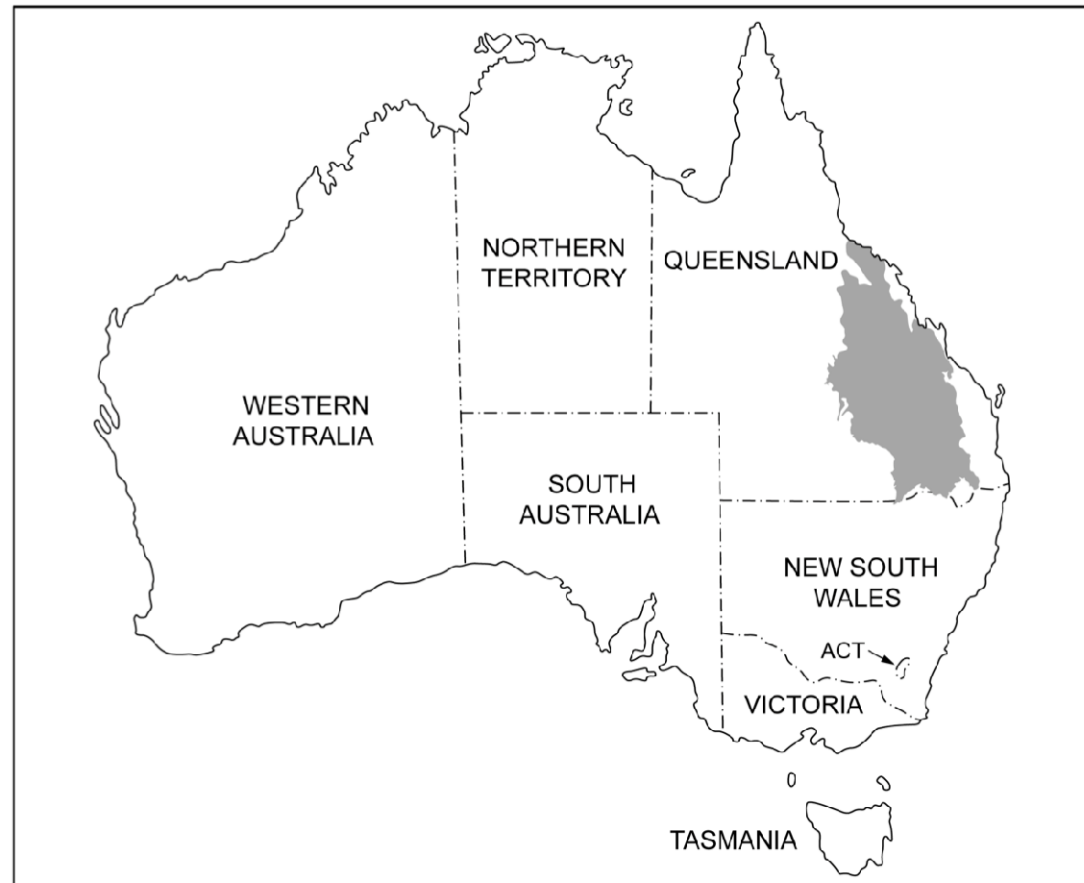 NORTHERN
TERRITORY
QUEENSLAND
WESTERN
AUSTRALIA
SOUTH
AUSTRALIA
NEW SOUTH
WALES
ACT
VICTORIA
TASMANIA